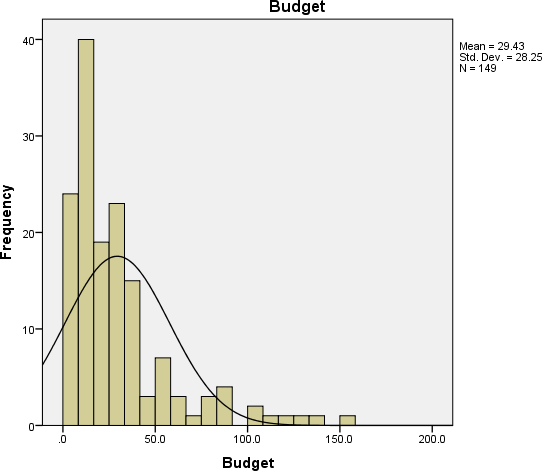 Budget
Mean = 29.43
Std. Dev. = 28.25
N = 149
40
30
20
10
0
Frequency
.0
50.0
100.0
150.0
200.0
Budget